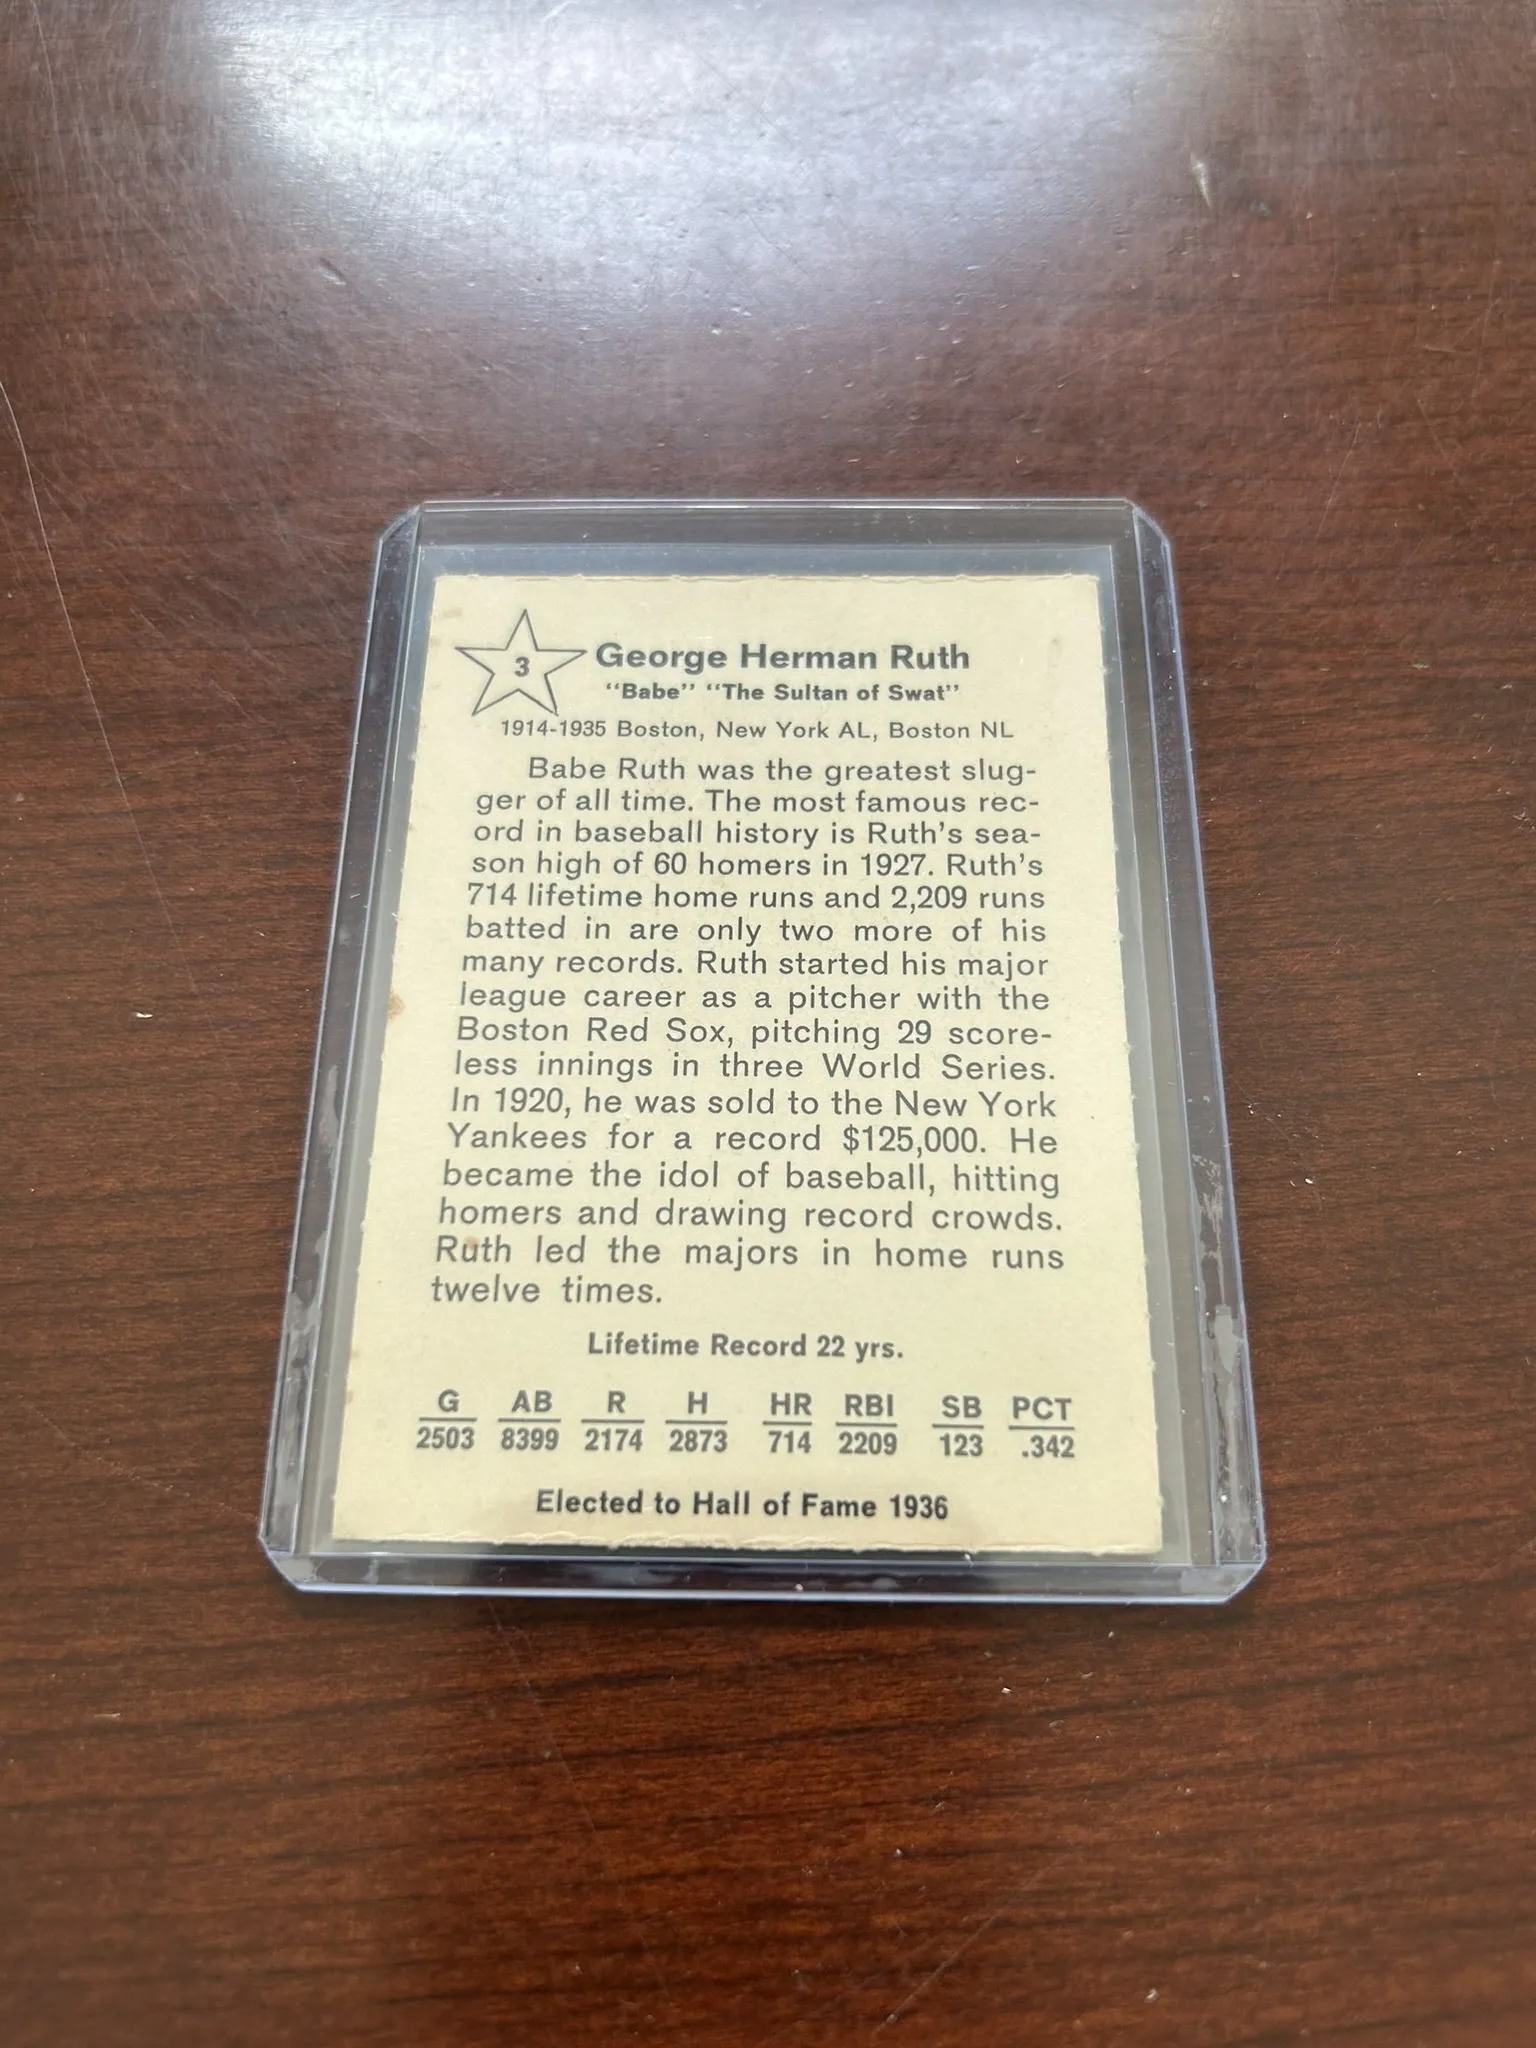 3
George Herman Ruth
"Babe" "The Sultan of Swat"
1914-1935 Boston, New York AL, Boston NL
Babe Ruth was the greatest slug-
ger of all time. The most famous rec-
ord in baseball history is Ruth's sea-
son high of 60 homers in 1927. Ruth's
714 lifetime home runs and 2,209 runs
batted in are only two more of his
many records. Ruth started his major
league career as a pitcher with the
Boston Red Sox, pitching 29 score-
less innings in three World Series.
In 1920, he was sold to the New York
Yankees for a record $125,000. He
became the idol of baseball, hitting
homers and drawing record crowds.
Ruth led the majors in home runs
twelve times.
Lifetime Record 22 yrs.
G AB R H HR RBI SB PCT
2503 8399 2174 2873 714 2209 123 .342
Elected to Hall of Fame 1936